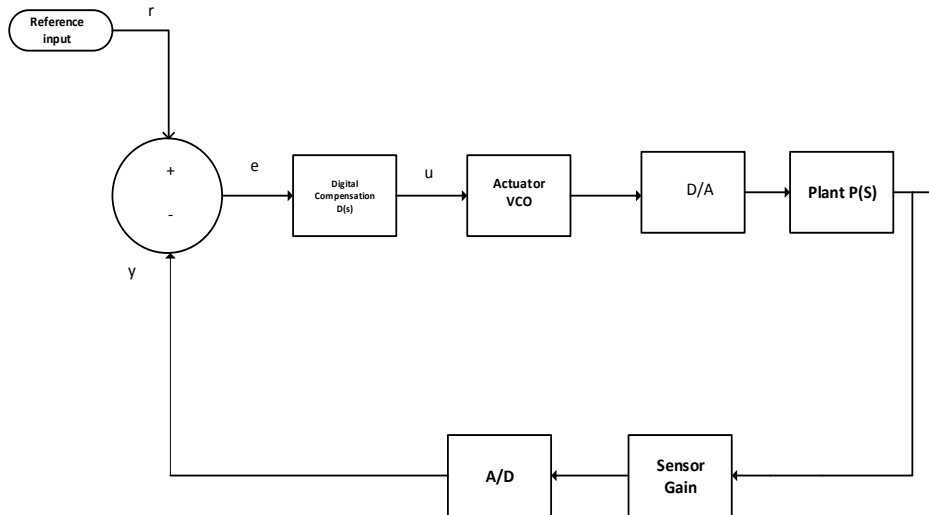 r
Reference
input
+
-
e
u
y
Digital
Compensation
D(s)
Actuator
VCO
D/A
Plant P(S)
A/D
Sensor
Gain